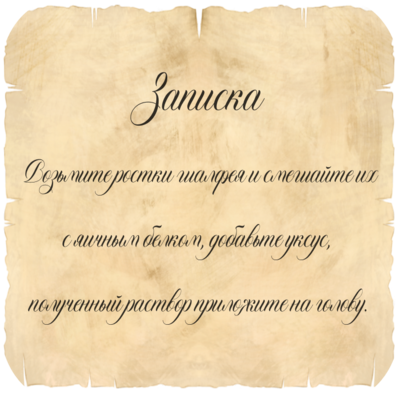 Записка
Возьмите ростки шалфея и смешайте их
с яичным белком, добавьте уксус,
полученный раствор приложите на голову.